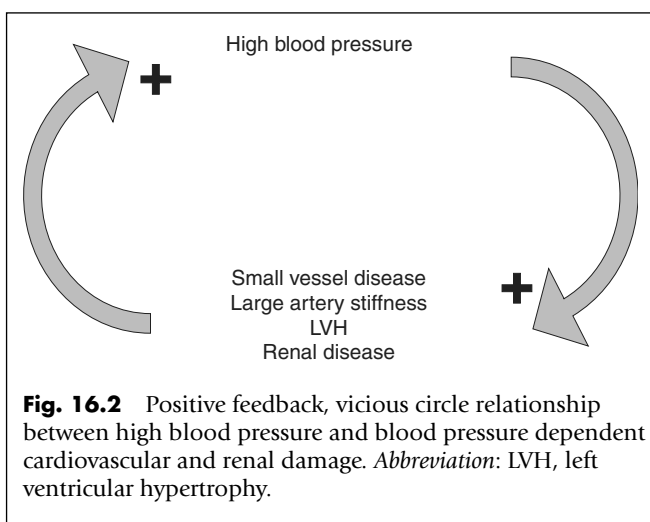 High blood pressure
+
Small vessel disease
+
Large artery stiffness
LVH
Renal disease
Fig. 16.2 Positive feedback, vicious circle relationship
between high blood pressure and blood pressure dependent
cardiovascular and renal damage. Abbreviation: LVH, left
ventricular hypertrophy.